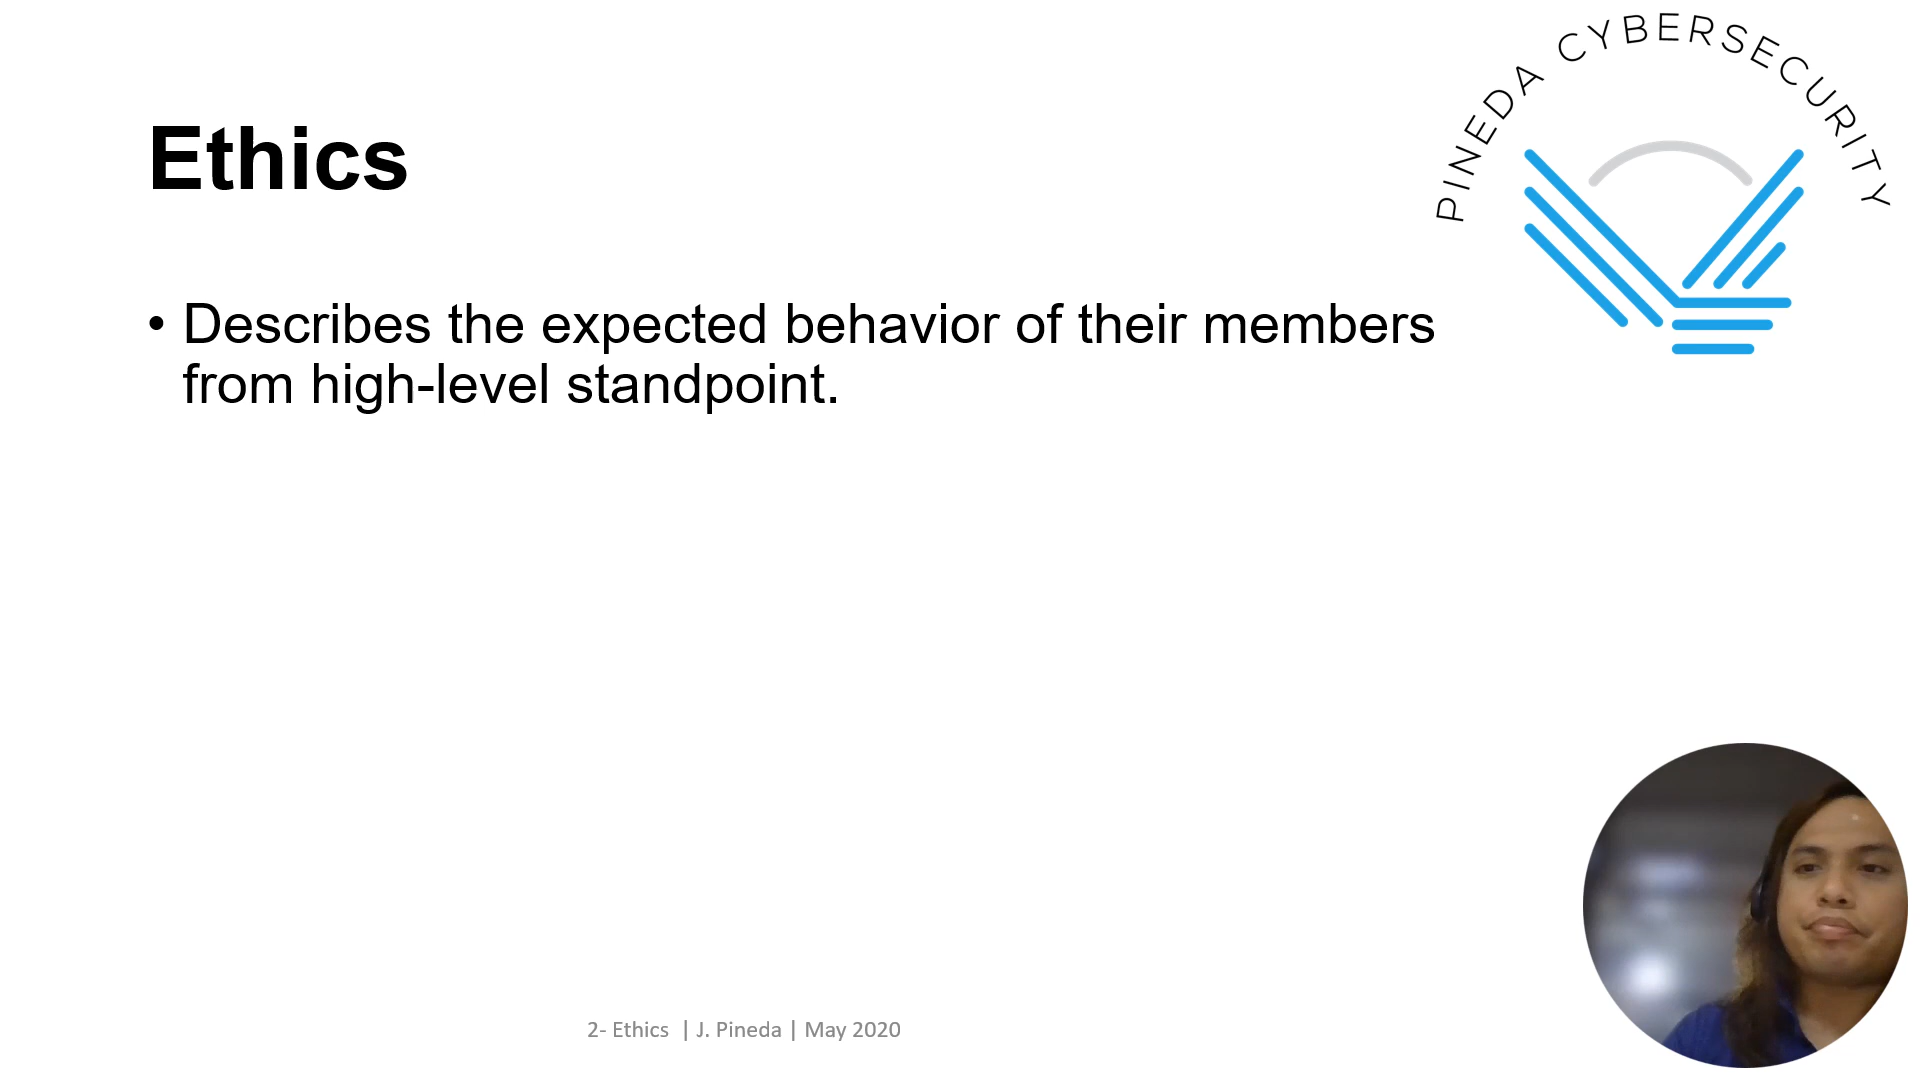 PINEDA CYBERSECURITY
Ethics
• Describes the expected behavior of their members
from high-level standpoint.
2- Ethics | J. Pineda | May 2020